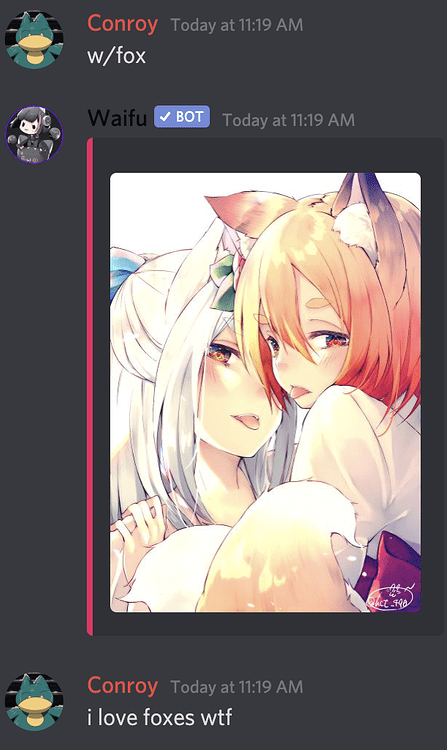 Conroy Today at 11:19 AM
w/fox
Waifu ✓ BOT Today at 11:19 AM
Conroy Today at 11:19 AM
i love foxes wtf